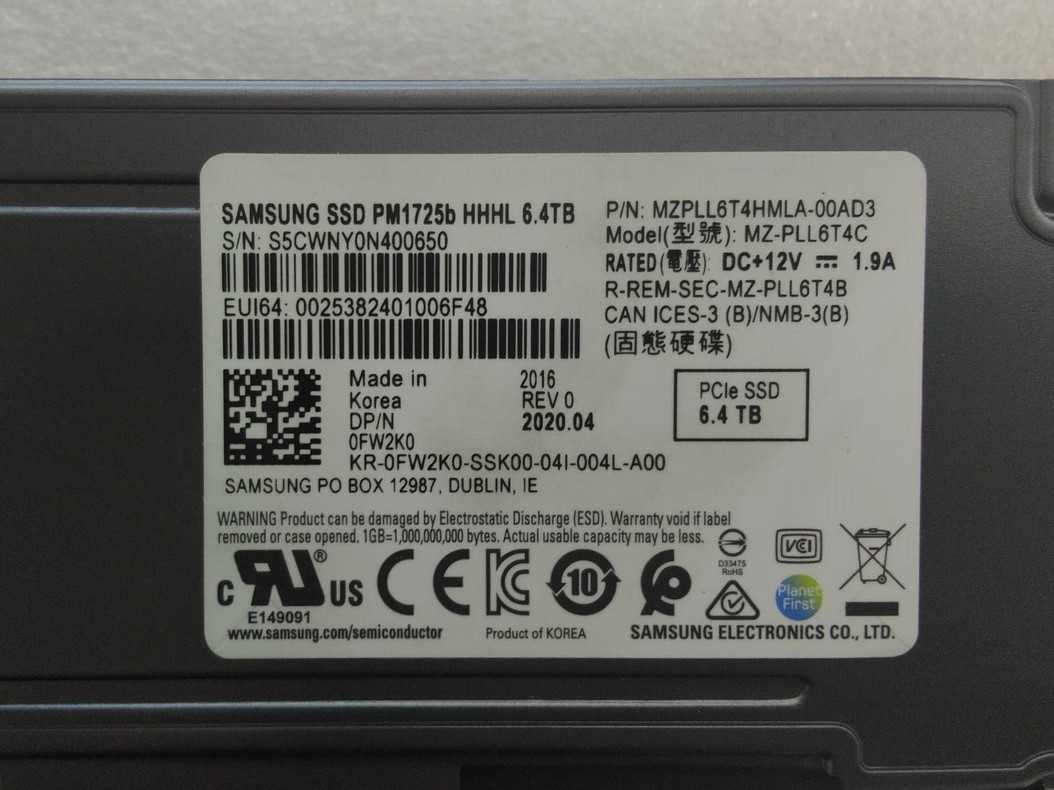 SAMSUNG SSD PM1725b HHHL 6.4TB
S/N: S5CWNY0N400650
EUI64: 0025382401006F48
P/N: MZPLL6T4HMLA-00AD3
Model(型號): MZ-PLL6T4C
RATED(電壓): DC+12V ⎓ 1.9A
R-REM-SEC-MZ-PLL6T4B
CAN ICES-3 (B)/NMB-3(B)
(固態硬碟)
Made in 2016
Korea REV 0
DP/N 2020.04
0FW2K0
KR-0FW2K0-SSK00-04I-004L-A00
PCIe SSD
6.4 TB
SAMSUNG PO BOX 12987, DUBLIN, IE
WARNING Product can be damaged by Electrostatic Discharge (ESD). Warranty void if label
removed or case opened. 1GB=1,000,000,000 bytes. Actual usable capacity may be less.
D33475
RoHS
VCI
C UR ® US
E149091
CE
KC
10
Planet
First
www.samsung.com/semiconductor
Product of KOREA
SAMSUNG ELECTRONICS CO., LTD.